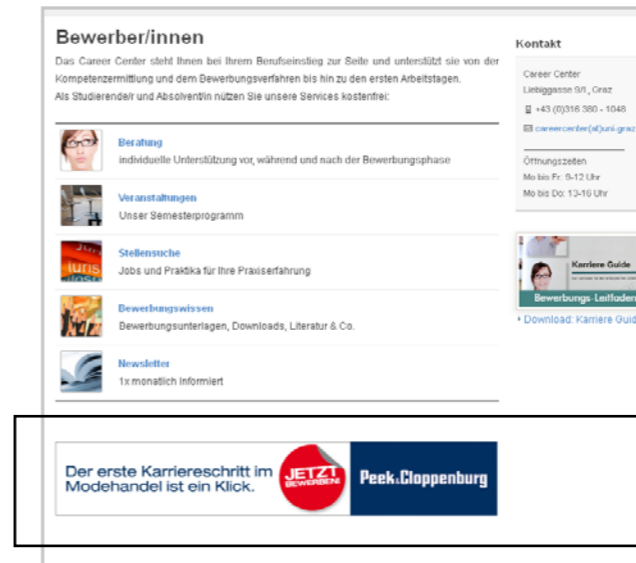 Bewerber/innen
Das Career Center steht Ihnen bei Ihrem Berufseinstieg zur Seite und unterstützt sie von der
Kompetenzermittlung und dem Bewerbungsverfahren bis hin zu den ersten Arbeitstagen.
Als Studierende/r und Absolvent/in nützen Sie unsere Services kostenfrei:
Beratung
individuelle Unterstützung vor, während und nach der Bewerbungsphase
Veranstaltungen
Unser Semesterprogramm
Stellensuche
Jobs und Praktika für Ihre Praxiserfahrung
Bewerbungswissen
Bewerbungsunterlagen, Downloads, Literatur & Co.
Newsletter
1x monatlich Informiert
Der erste Karriereschritt im
Modehandel ist ein Klick.
JETZT
BEWERBEN!
Peek&Cloppenburg
Kontakt
Career Center
Liebiggasse 9/1, Graz
+43 (0)316 380 - 1048
careercenter(at)uni-graz
Öffnungszeiten
Mo bis Fr: 9-12 Uhr
Mo bis Do: 13-16 Uhr
Karriere Guide
Bewerbungs-Leitfaden
Download: Karriere Guid